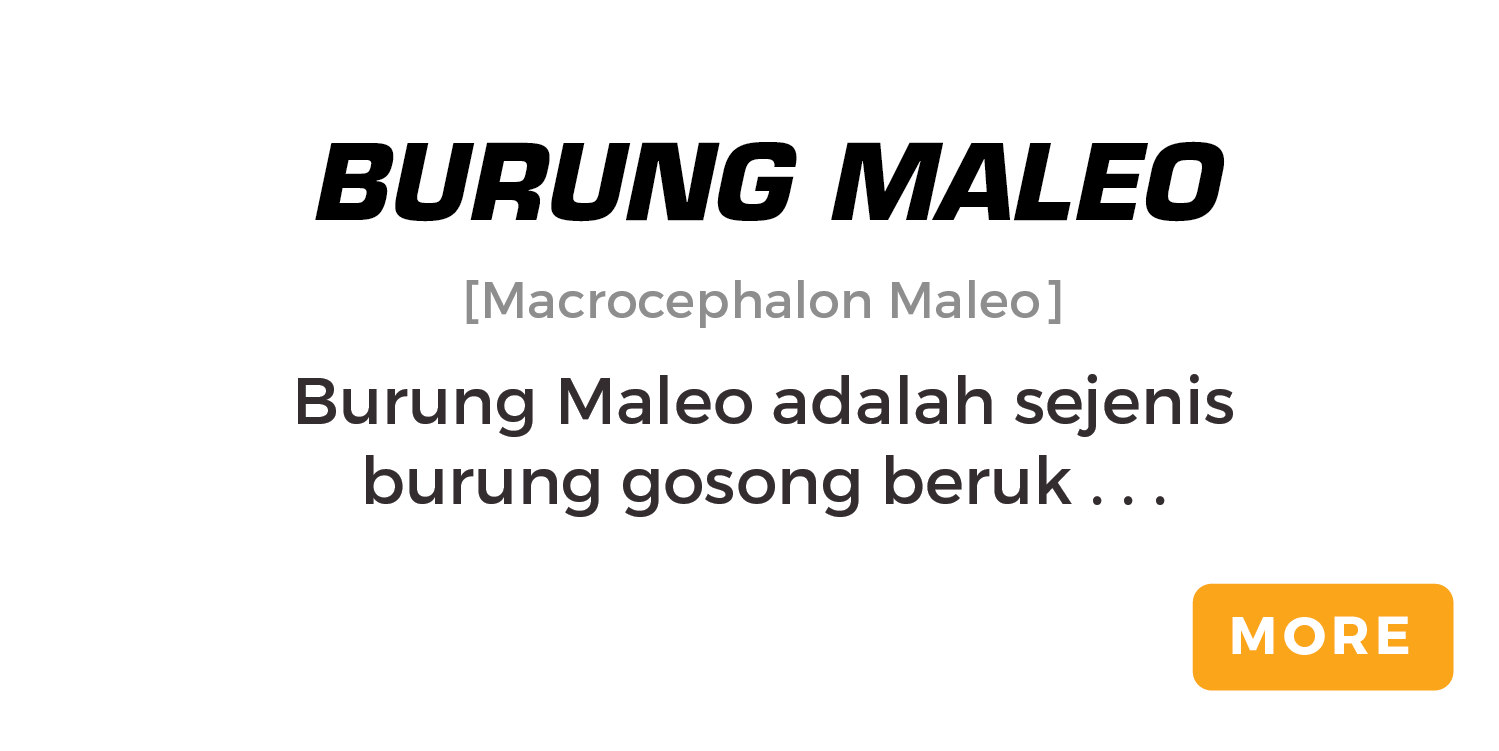 BURUNG MALEO
[Macrocephalon Maleo]
Burung Maleo adalah sejenis
burung gosong beruk . . .
MORE